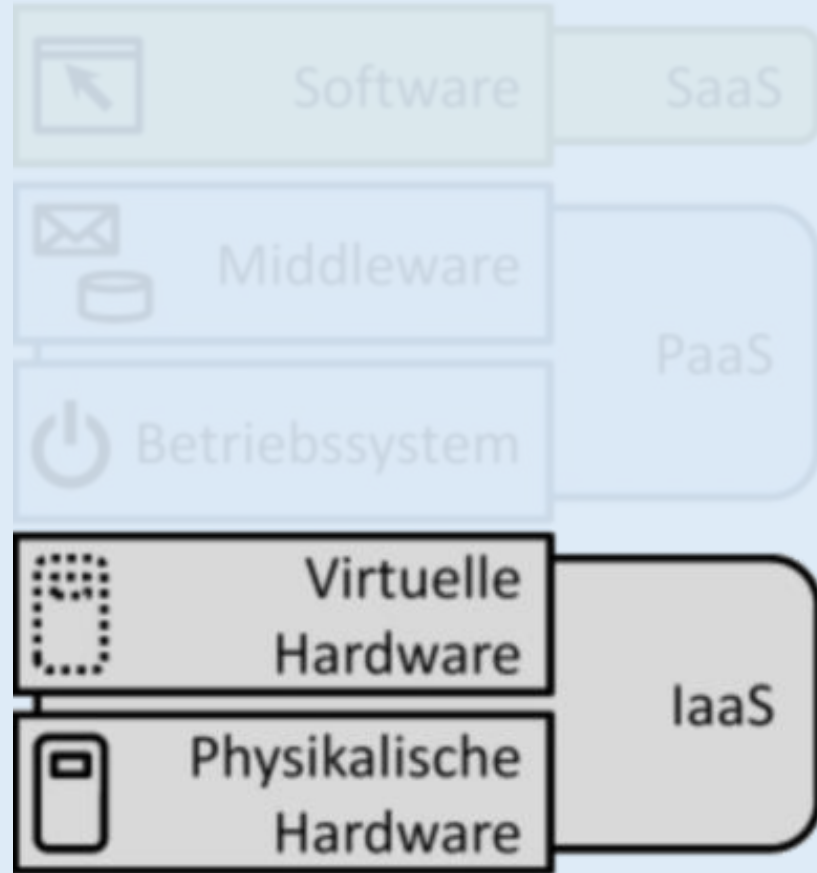 Software
SaaS
Middleware
PaaS
Betriebssystem
Virtuelle
Hardware
IaaS
Physikalische
Hardware